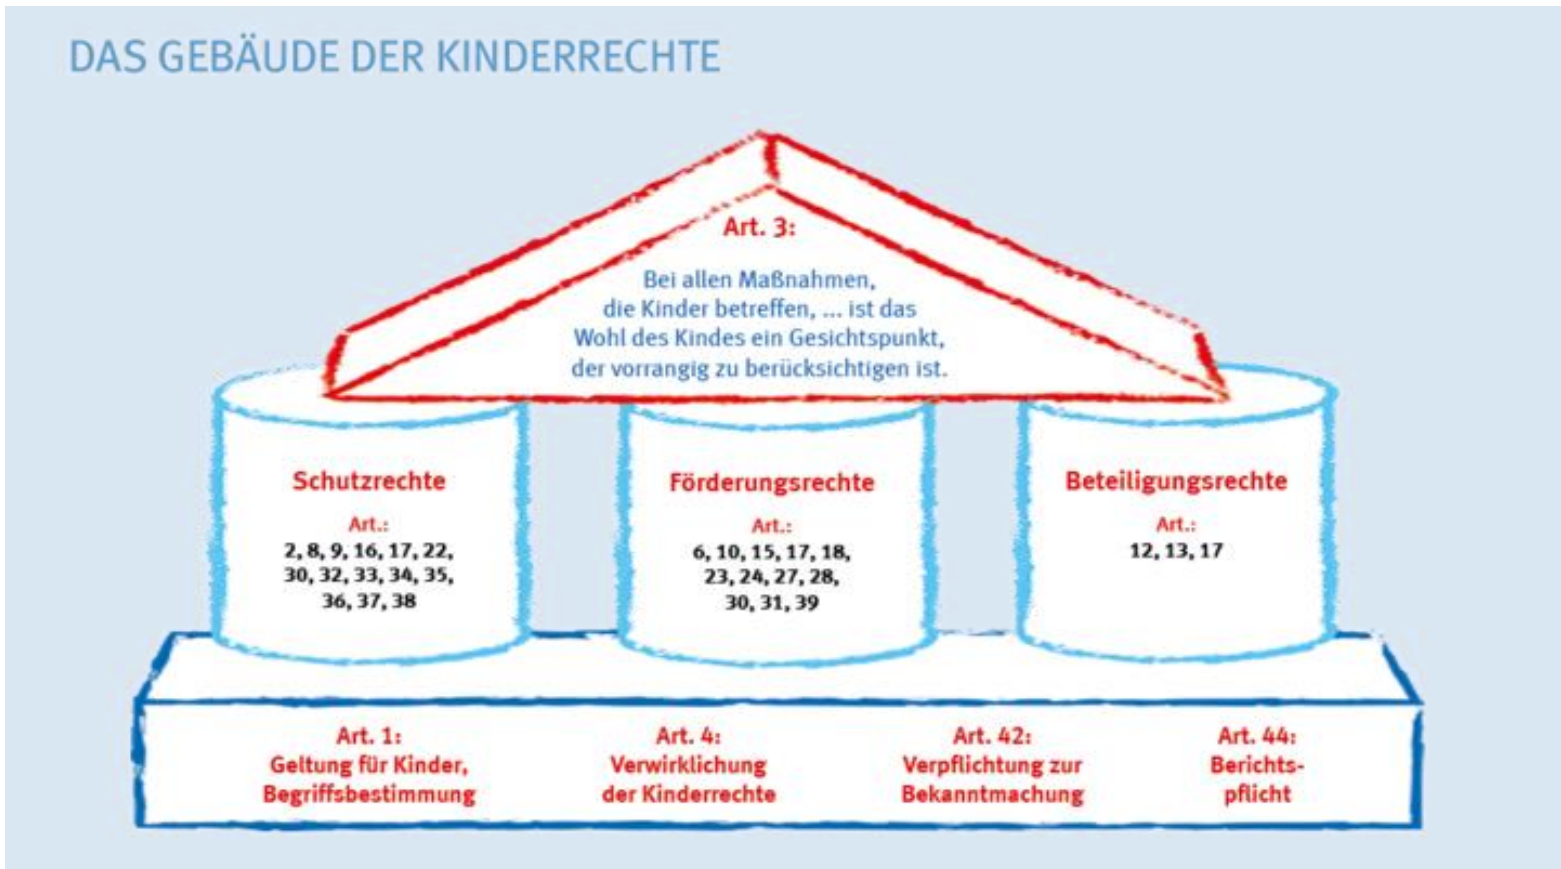 DAS GEBÄUDE DER KINDERRECHTE
Art. 3:
Bei allen Maßnahmen,
die Kinder betreffen, ... ist das
Wohl des Kindes ein Gesichtspunkt,
der vorrangig zu berücksichtigen ist.
Schutzrechte
Art.:
2, 8, 9, 16, 17, 22,
30, 32, 33, 34, 35,
36, 37, 38
Förderungsrechte
Art.:
6, 10, 15, 17, 18,
23, 24, 27, 28,
30, 31, 39
Beteiligungsrechte
Art.:
12, 13, 17
Art. 1:
Geltung für Kinder,
Begriffsbestimmung
Art. 4:
Verwirklichung
der Kinderrechte
Art. 42:
Verpflichtung zur
Bekanntmachung
Art. 44:
Berichts-
pflicht